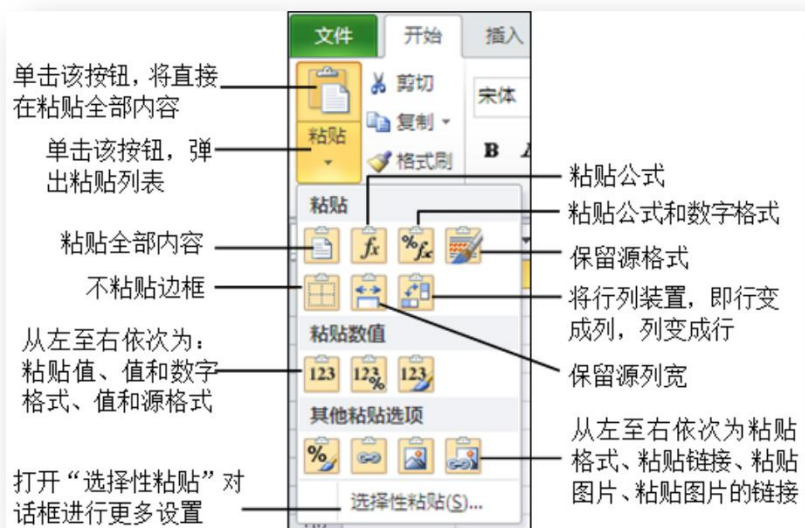 文件 开始 插入
单击该按钮，将直接
在粘贴全部内容
剪切
宋体
复制
粘贴
单击该按钮，弹
出粘贴列表
格式刷
B
粘贴公式
粘贴
粘贴公式和数字格式
粘贴全部内容
fx
%fx
保留源格式
不粘贴边框
将行列装置，即行变
成列，列变成行
从左至右依次为：
粘贴值、值和数字
格式、值和源格式
粘贴数值
123 123% 123
保留源列宽
其他粘贴选项
%
从左至右依次为粘贴
格式、粘贴链接、粘贴
图片、粘贴图片的链接
打开“选择性粘贴”对
话框进行更多设置
选择性粘贴(S)...